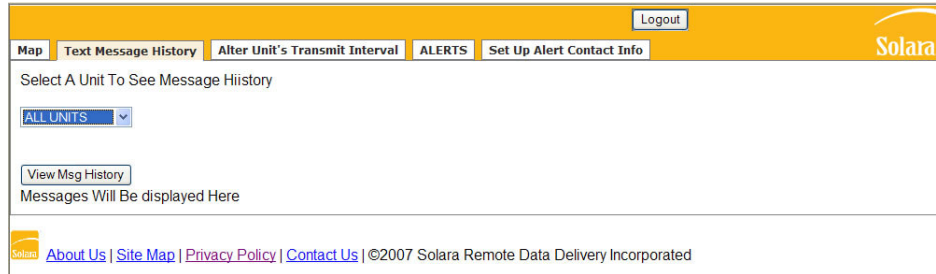 Logout
Solara
Map Text Message History Alter Unit's Transmit Interval ALERTS Set Up Alert Contact Info
Select A Unit To See Message Hiistory
ALL UNITS
View Msg History
Messages Will Be displayed Here
Solara About Us | Site Map | Privacy Policy | Contact Us | ©2007 Solara Remote Data Delivery Incorporated